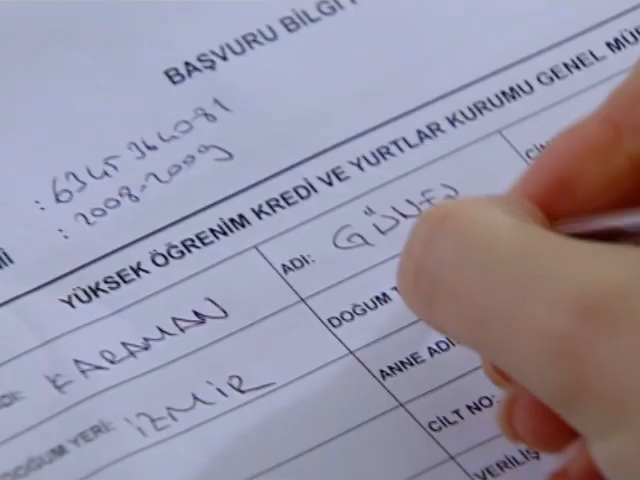 BAŞVURU BİLGİ
: 6345364081
: 2008-2009
YÜKSEK ÖĞRENİM KREDİ VE YURTLAR KURUMU GENEL MÜ
KARAMAN
ADI: GÜNEŞ
DOĞUM YERİ: İZMİR
DOĞUM
ANNE ADI
CİLT NO:
VERİLİŞ